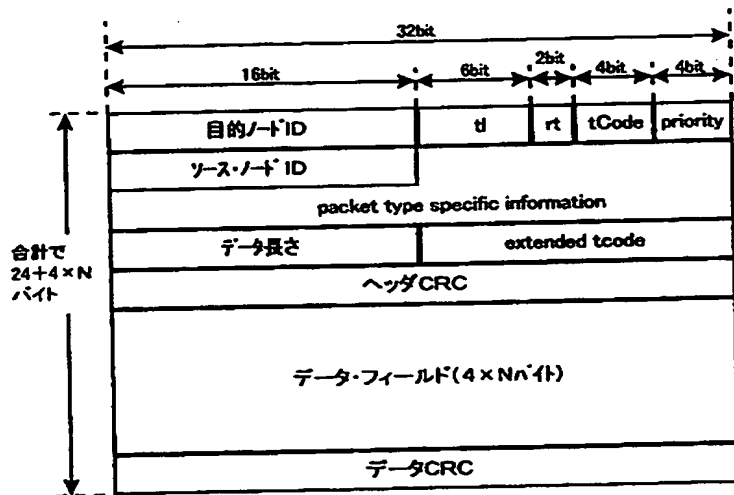 32bit
16bit
6bit
2bit
4bit
4bit
目的ノードID
tl
rt
tCode
priority
ソース・ノードID
packet type specific information
データ長さ
extended tcode
ヘッダCRC
合計で
24+4×N
バイト
データ・フィールド(4×Nバイト)
データCRC